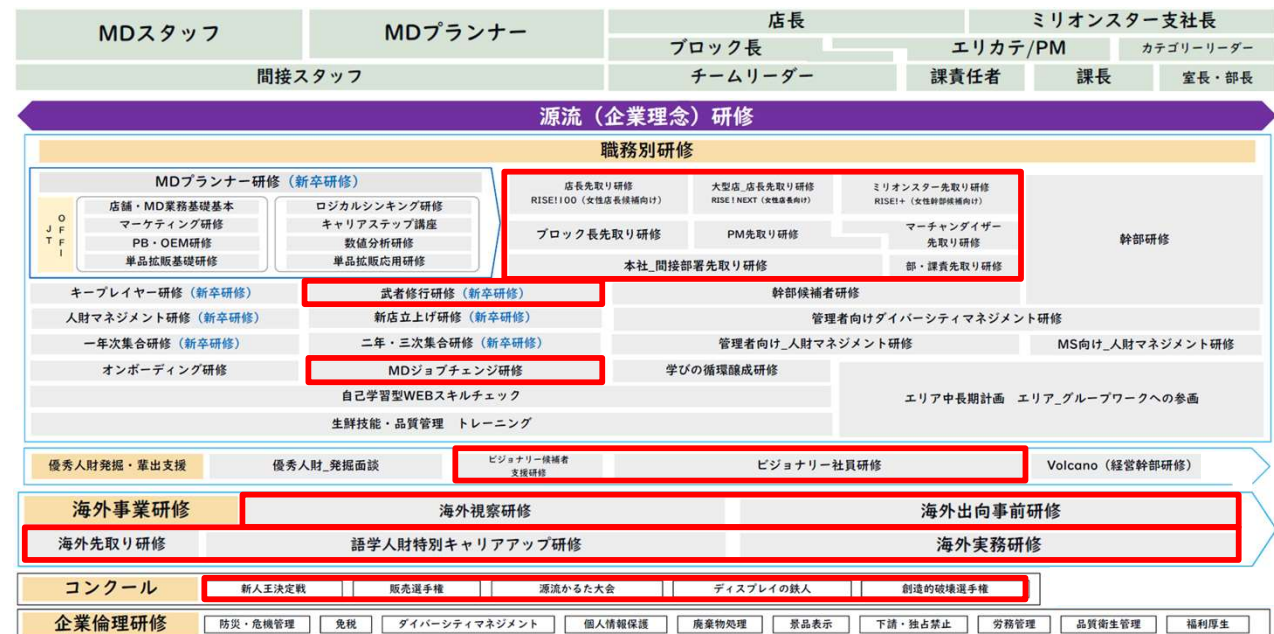 MDスタッフ
MDプランナー
店長
ミリオンスター支社長
ブロック長
エリカテ/PM
カテゴリーリーダー
間接スタッフ
チームリーダー
課責任者
課長
室長・部長
源流（企業理念）研修
職務別研修
MDプランナー研修（新卒研修）
OFFJT
店舗・MD業務基礎基本
マーケティング研修
PB・OEM研修
単品拡販基礎研修
ロジカルシンキング研修
キャリアステップ講座
数値分析研修
単品拡販応用研修
店長先取り研修
RISE!100（女性店長候補向け）
大型店_店長先取り研修
RISE！NEXT（女性店長向け）
ミリオンスター先取り研修
RISE!+（女性幹部候補向け）
ブロック長先取り研修
PM先取り研修
マーチャンダイザー
先取り研修
本社_間接部署先取り研修
部・課責先取り研修
幹部研修
キープレイヤー研修（新卒研修）
武者修行研修（新卒研修）
幹部候補者研修
人財マネジメント研修（新卒研修）
新店立上げ研修（新卒研修）
管理者向けダイバーシティマネジメント研修
一年次集合研修（新卒研修）
二年・三次集合研修（新卒研修）
管理者向け_人財マネジメント研修
MS向け_人財マネジメント研修
オンボーディング研修
MDジョブチェンジ研修
学びの循環醸成研修
自己学習型WEBスキルチェック
エリア中長期計画　エリア_グループワークへの参画
生鮮技能・品質管理　トレーニング
優秀人財発掘・輩出支援
優秀人財_発掘面談
ビジョナリー候補者
支援研修
ビジョナリー社員研修
Volcano（経営幹部研修）
海外事業研修
海外視察研修
海外出向事前研修
海外先取り研修
語学人財特別キャリアアップ研修
海外実務研修
コンクール
新人王決定戦
販売選手権
源流かるた大会
ディスプレイの鉄人
創造的破壊選手権
企業倫理研修
防災・危機管理
免税
ダイバーシティマネジメント
個人情報保護
廃棄物処理
景品表示
下請・独占禁止
労務管理
品質衛生管理
福利厚生